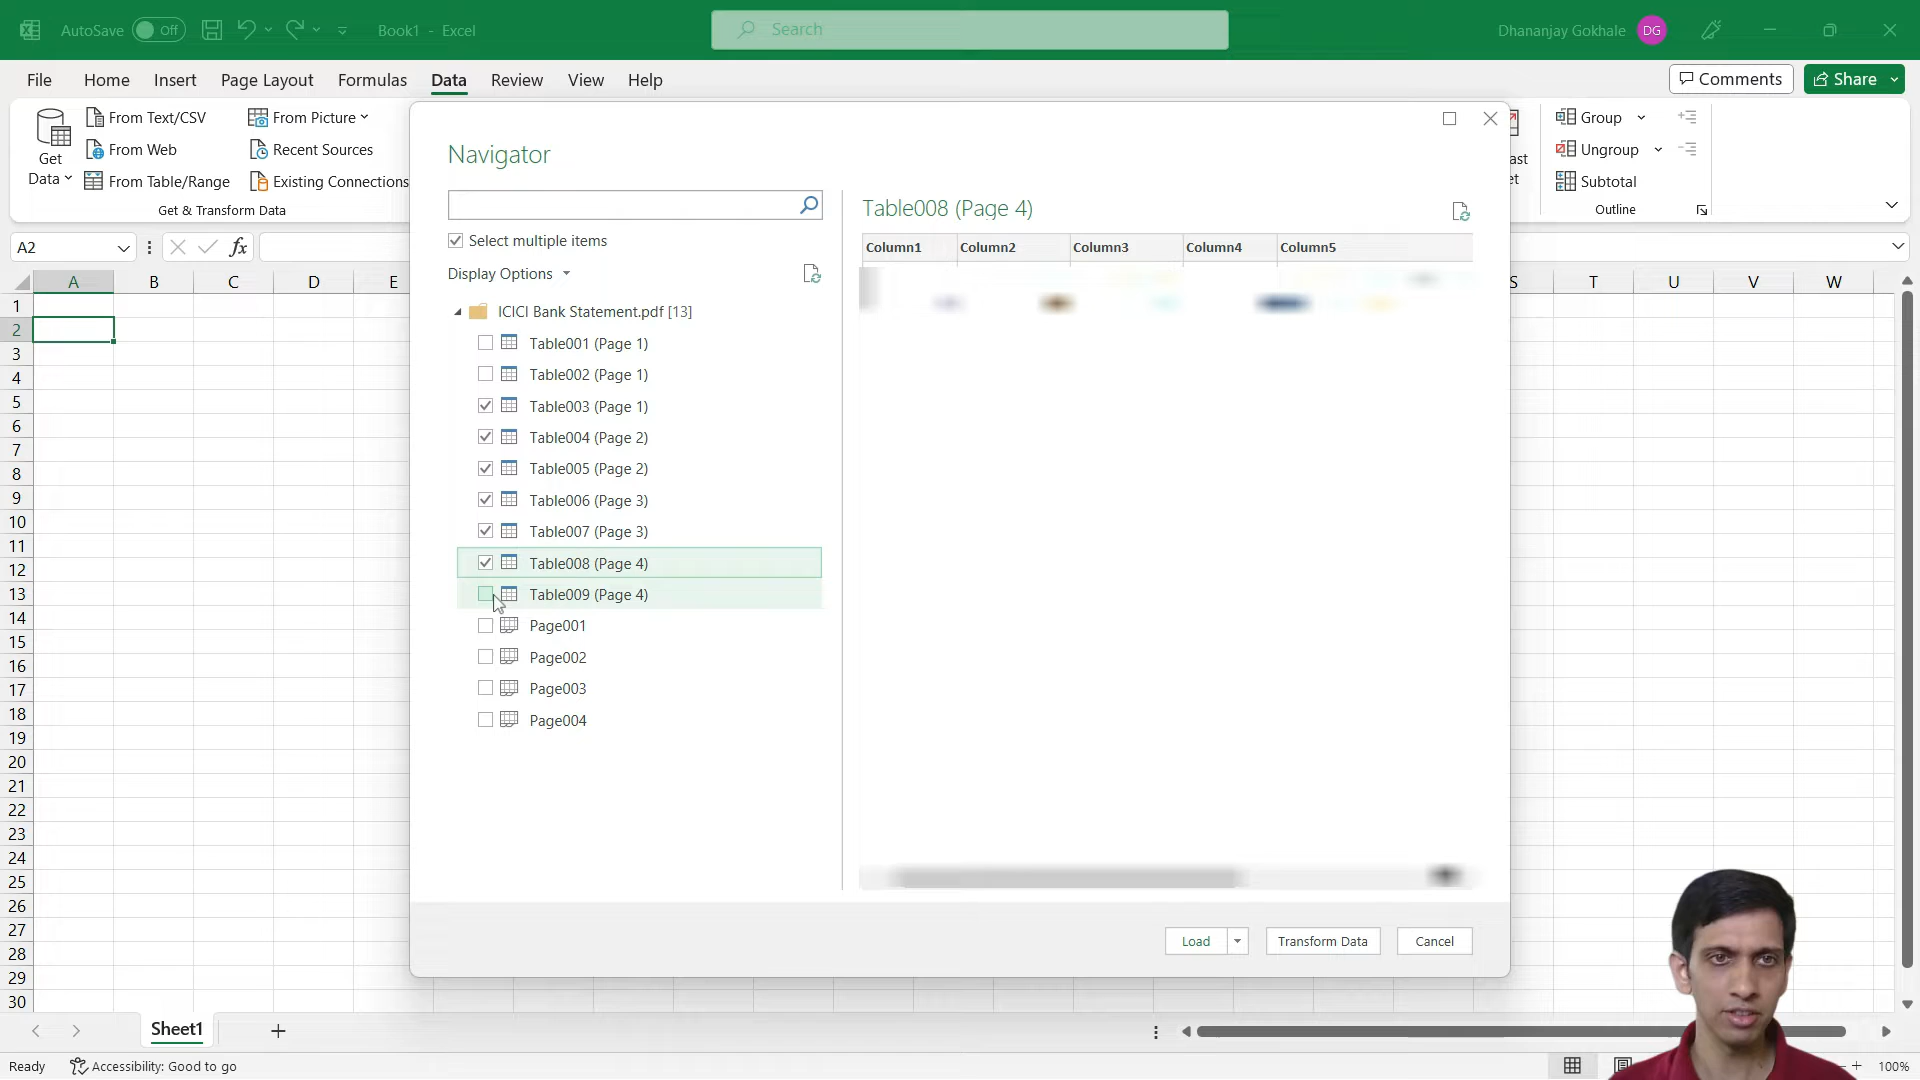 AutoSave Off Book1 - Excel Search Dhananjay Gokhale DG
File Home Insert Page Layout Formulas Data Review View Help Comments Share
Get Data
From Text/CSV
From Web
From Table/Range
From Picture
Recent Sources
Existing Connections
Get & Transform Data
Group
Ungroup
Subtotal
Outline
A2 fx
A B C D E S T U V W
1
2
3
4
5
6
7
8
9
10
11
12
13
14
15
16
17
18
19
20
21
22
23
24
25
26
27
28
29
30
Navigator
Select multiple items
Display Options
ICICI Bank Statement.pdf [13]
Table001 (Page 1)
Table002 (Page 1)
Table003 (Page 1)
Table004 (Page 2)
Table005 (Page 2)
Table006 (Page 3)
Table007 (Page 3)
Table008 (Page 4)
Table009 (Page 4)
Page001
Page002
Page003
Page004
Table008 (Page 4)
Column1 Column2 Column3 Column4 Column5
Load Transform Data Cancel
Sheet1
Ready Accessibility: Good to go 100%